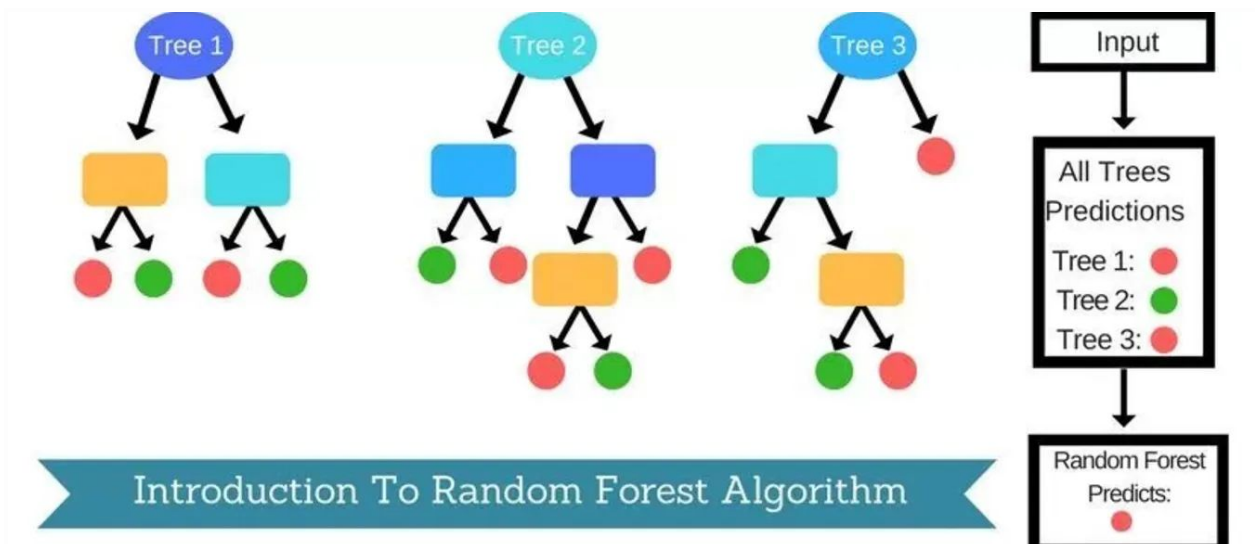 Tree 1
Tree 2
Tree 3
Input
All Trees
Predictions
Tree 1:
Tree 2:
Tree 3:
Random Forest
Predicts:
Introduction To Random Forest Algorithm